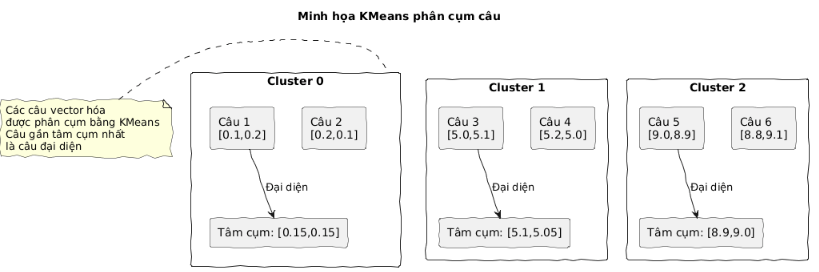 Minh họa KMeans phân cụm câu
Các câu vector hóa
được phân cụm bằng KMeans
Câu gần tâm cụm nhất
là câu đại diện
Cluster 0
Câu 1
[0.1,0.2]
Câu 2
[0.2,0.1]
Đại diện
Tâm cụm: [0.15,0.15]
Cluster 1
Câu 3
[5.0,5.1]
Câu 4
[5.2,5.0]
Đại diện
Tâm cụm: [5.1,5.05]
Cluster 2
Câu 5
[9.0,8.9]
Câu 6
[8.8,9.1]
Đại diện
Tâm cụm: [8.9,9.0]